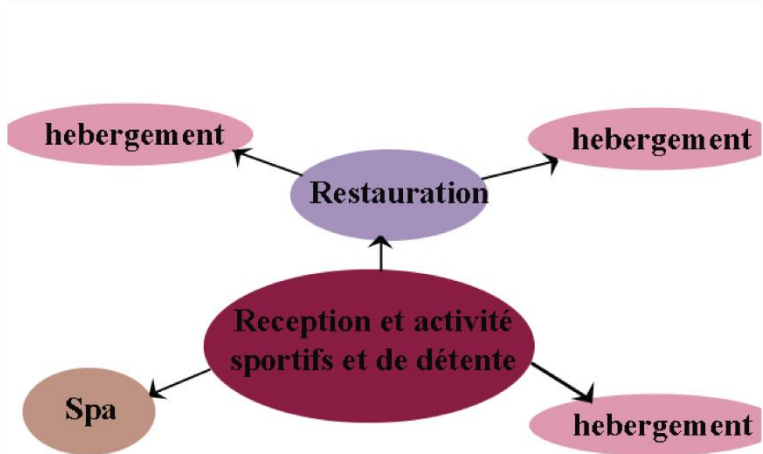 hebergement
hebergement
Restauration
Reception et activité
sportifs et de détente
Spa
hebergement